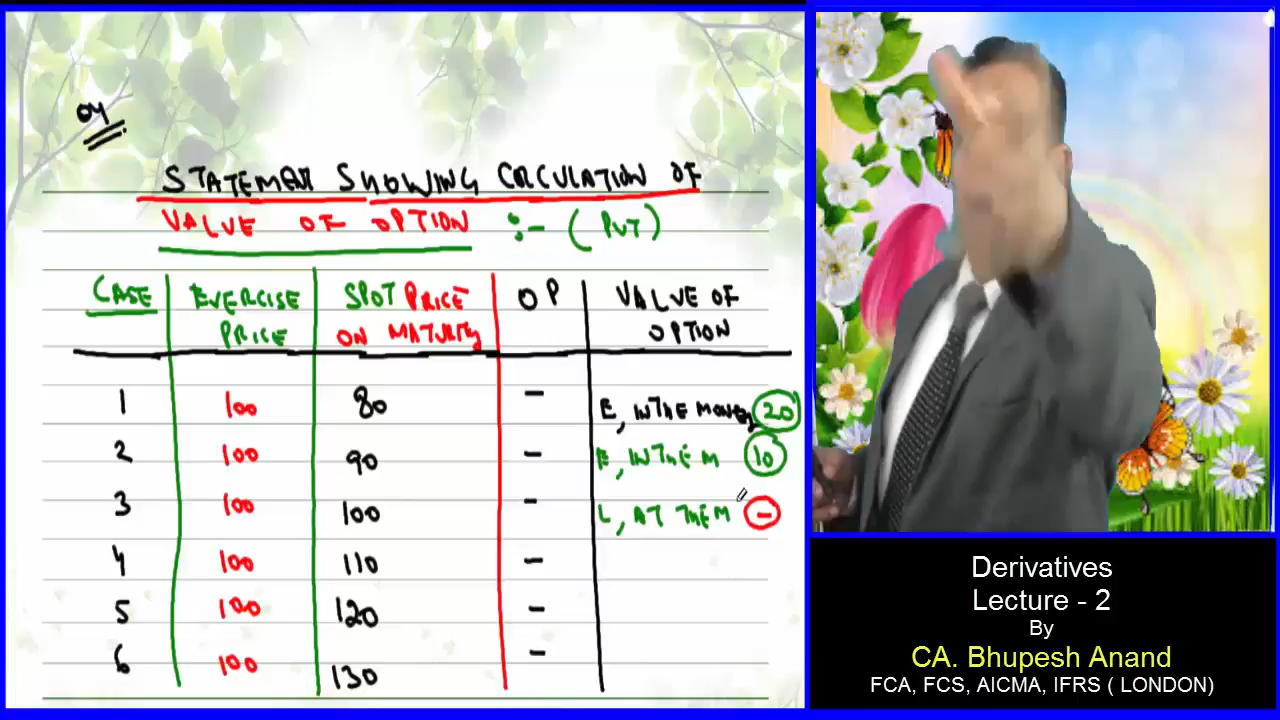 04
STATEMENT SHOWING CALCULATION OF
VALUE OF OPTION :- (PUT)
CASE EXERCISE PRICE SPOT PRICE ON MATURITY OP VALUE OF OPTION
1 100 80 - E, IN THE MONEY 20
2 100 90 - E, IN THE M 10
3 100 100 - L, AT THE M -
4 100 110 -
5 100 120 -
6 100 130 -
Derivatives
Lecture - 2
By
CA. Bhupesh Anand
FCA, FCS, AICMA, IFRS ( LONDON)